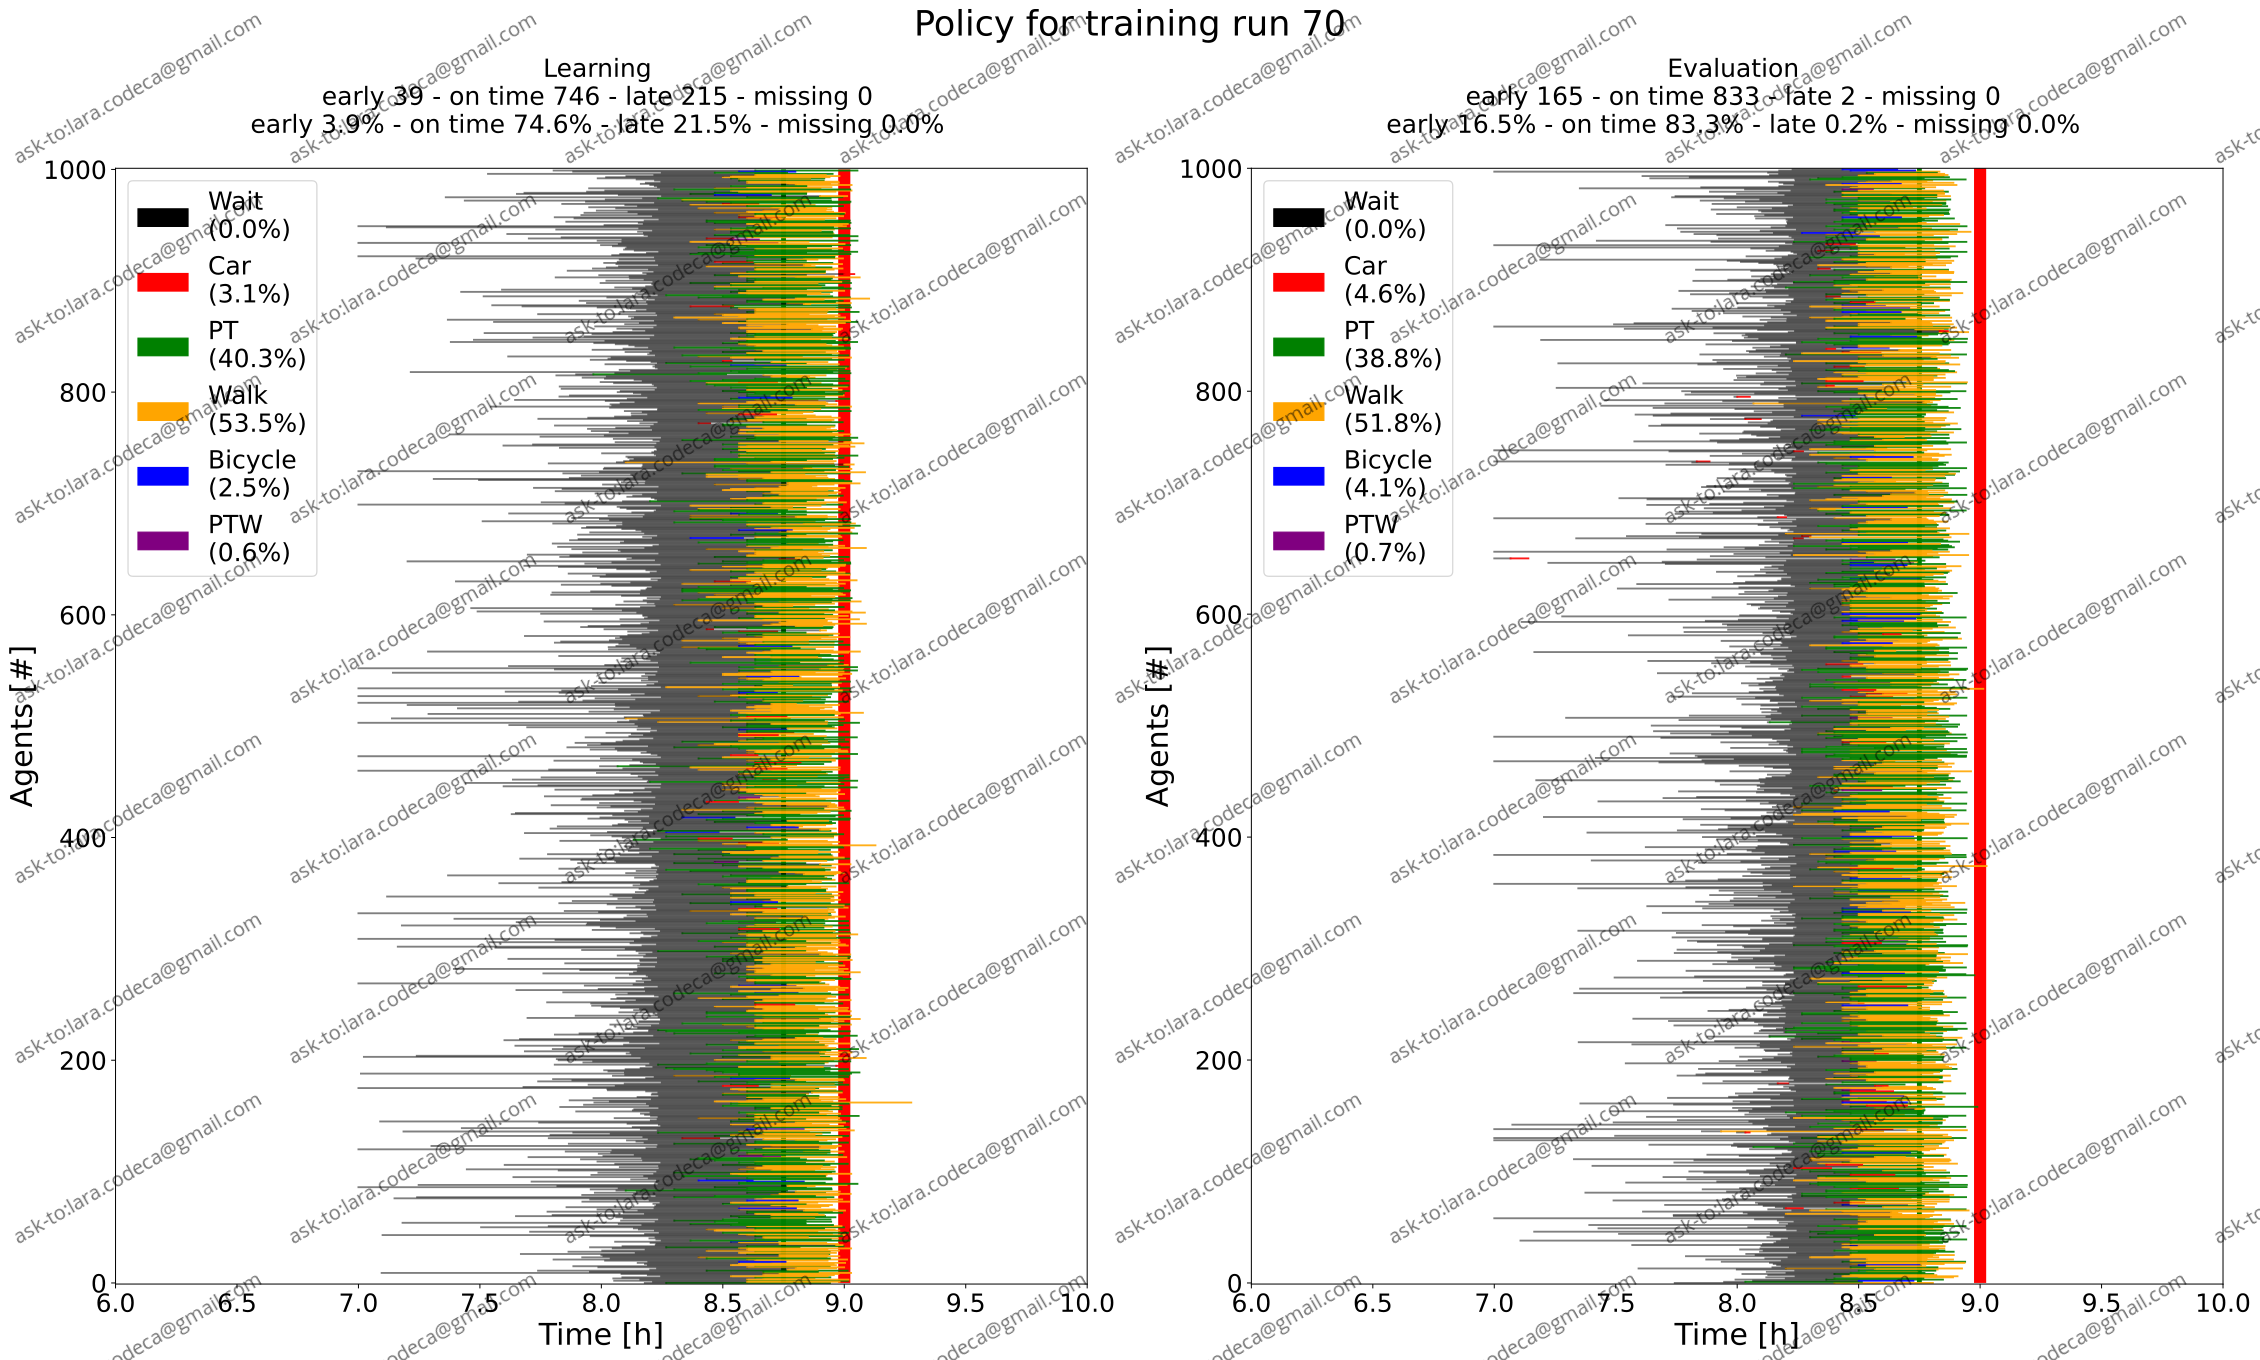 Policy for training run 70
Learning
early 39 - on time 746 - late 215 - missing 0
early 3.9% - on time 74.6% - late 21.5% - missing 0.0%
Agents [#]
1000
800
600
400
200
0
Wait
(0.0%)
Car
(3.1%)
PT
(40.3%)
Walk
(53.5%)
Bicycle
(2.5%)
PTW
(0.6%)
6.0 6.5 7.0 7.5 8.0 8.5 9.0 9.5 10.0
Time [h]
Evaluation
early 165 - on time 833 - late 2 - missing 0
early 16.5% - on time 83.3% - late 0.2% - missing 0.0%
Agents [#]
1000
800
600
400
200
0
Wait
(0.0%)
Car
(4.6%)
PT
(38.8%)
Walk
(51.8%)
Bicycle
(4.1%)
PTW
(0.7%)
6.0 6.5 7.0 7.5 8.0 8.5 9.0 9.5 10.0
Time [h]
ask-to:lara.codeca@gmail.com